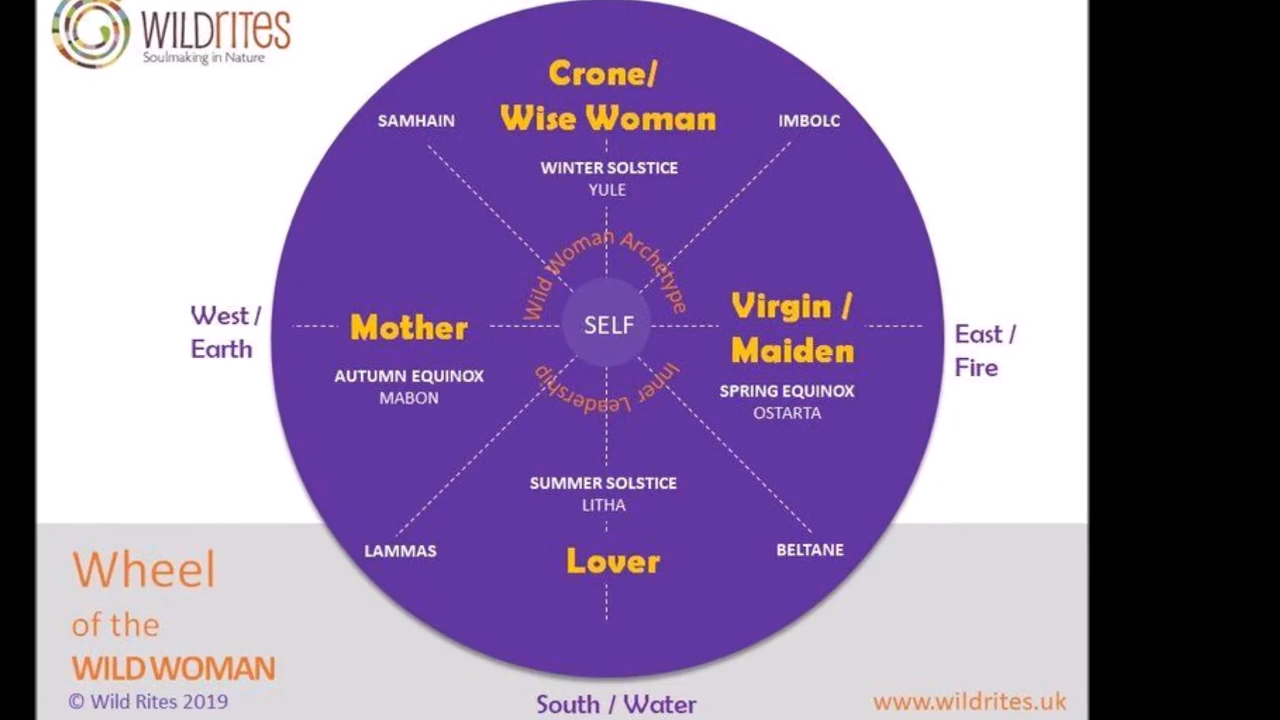 WILDRITES
Soulmaking in Nature
Crone/
Wise Woman
SAMHAIN
IMBOLC
WINTER SOLSTICE
YULE
Wild Woman Archetype
West /
Earth
Mother
SELF
Virgin /
Maiden
East /
Fire
AUTUMN EQUINOX
MABON
SPRING EQUINOX
OSTARTA
Inner Leadership
SUMMER SOLSTICE
LITHA
LAMMAS
BELTANE
Lover
Wheel
of the
WILD WOMAN
© Wild Rites 2019
South / Water
www.wildrites.uk